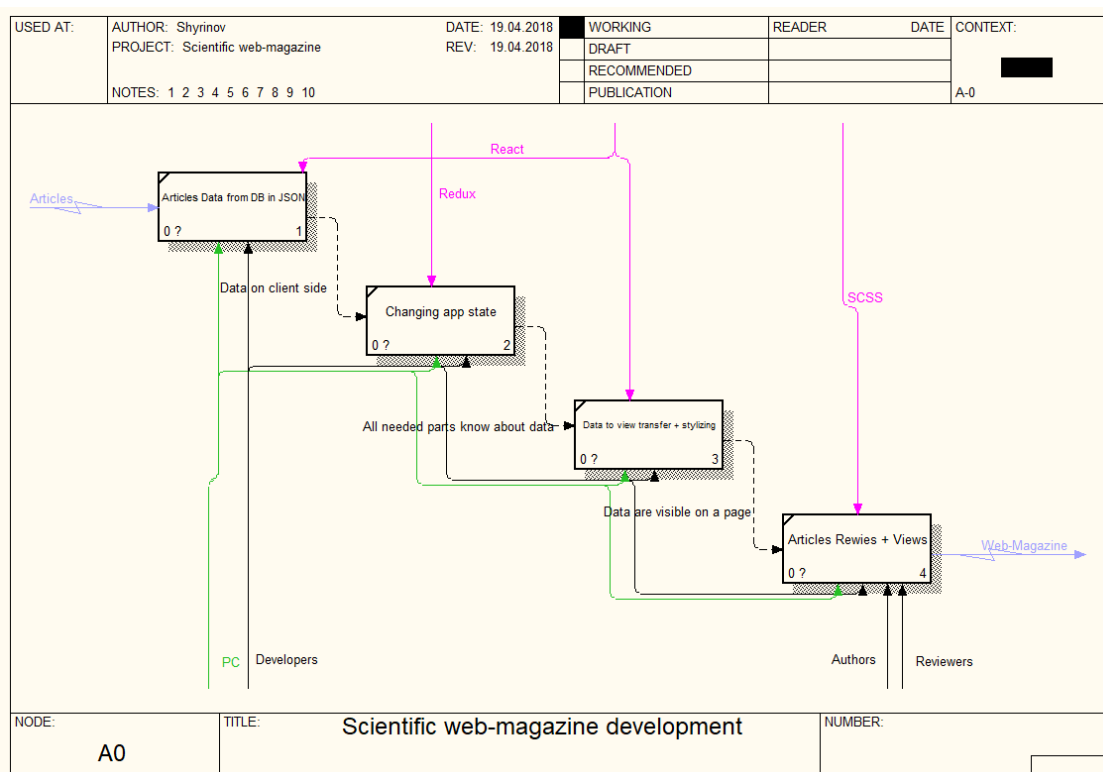 USED AT:
AUTHOR: Shyrinov
DATE: 19.04.2018
WORKING
READER
DATE
CONTEXT:
PROJECT: Scientific web-magazine
REV: 19.04.2018
DRAFT
RECOMMENDED
NOTES: 1 2 3 4 5 6 7 8 9 10
PUBLICATION
A-0
React
Articles
Articles Data from DB in JSON
0 ?
1
Redux
Data on client side
Changing app state
0 ?
2
SCSS
All needed parts know about data
Data to view transfer + stylizing
0 ?
3
Data are visible on a page
Articles Rewies + Views
0 ?
4
Web-Magazine
PC
Developers
Authors
Reviewers
NODE:
A0
TITLE:
Scientific web-magazine development
NUMBER: